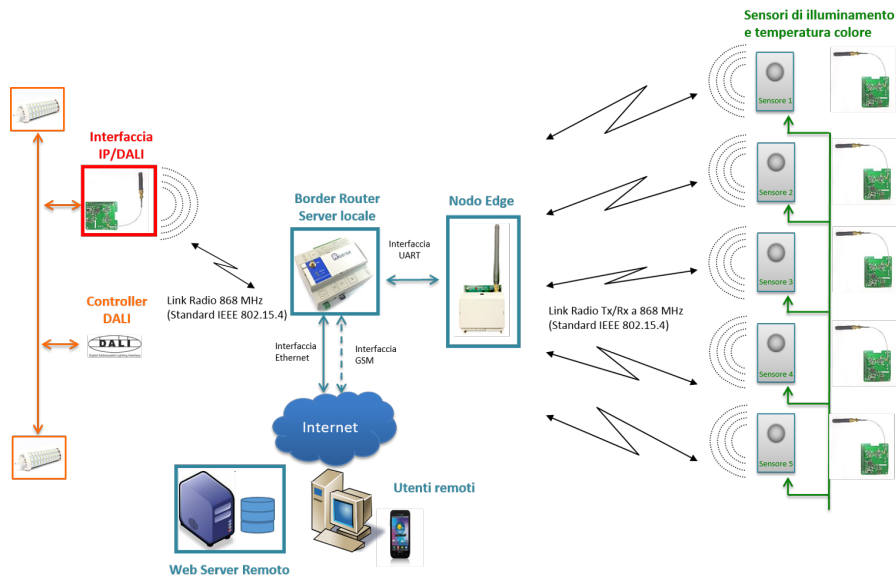 Sensori di illuminamento
e temperatura colore
Sensore 1
Interfaccia
IP/DALI
Sensore 2
Border Router
Server locale
Nodo Edge
Interfaccia
UART
Sensore 3
Link Radio 868 MHz
(Standard IEEE 802.15.4)
Link Radio Tx/Rx a 868 MHz
(Standard IEEE 802.15.4)
Controller
DALI
DALI
Interfaccia
Ethernet
Interfaccia
GSM
Sensore 4
Internet
Sensore 5
Utenti remoti
Web Server Remoto